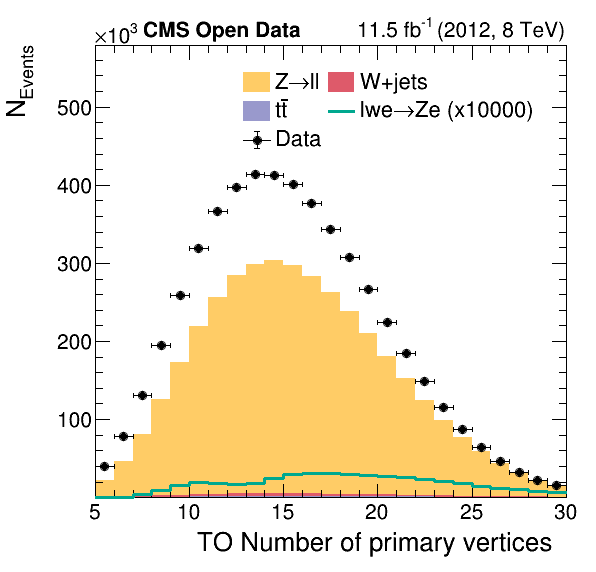 ×10³ CMS Open Data 11.5 fb⁻¹ (2012, 8 TeV)
N_Events
Z→ll W+jets
tt̄ lwe→Ze (x10000)
Data
500
400
300
200
100
5 10 15 20 25 30
TO Number of primary vertices